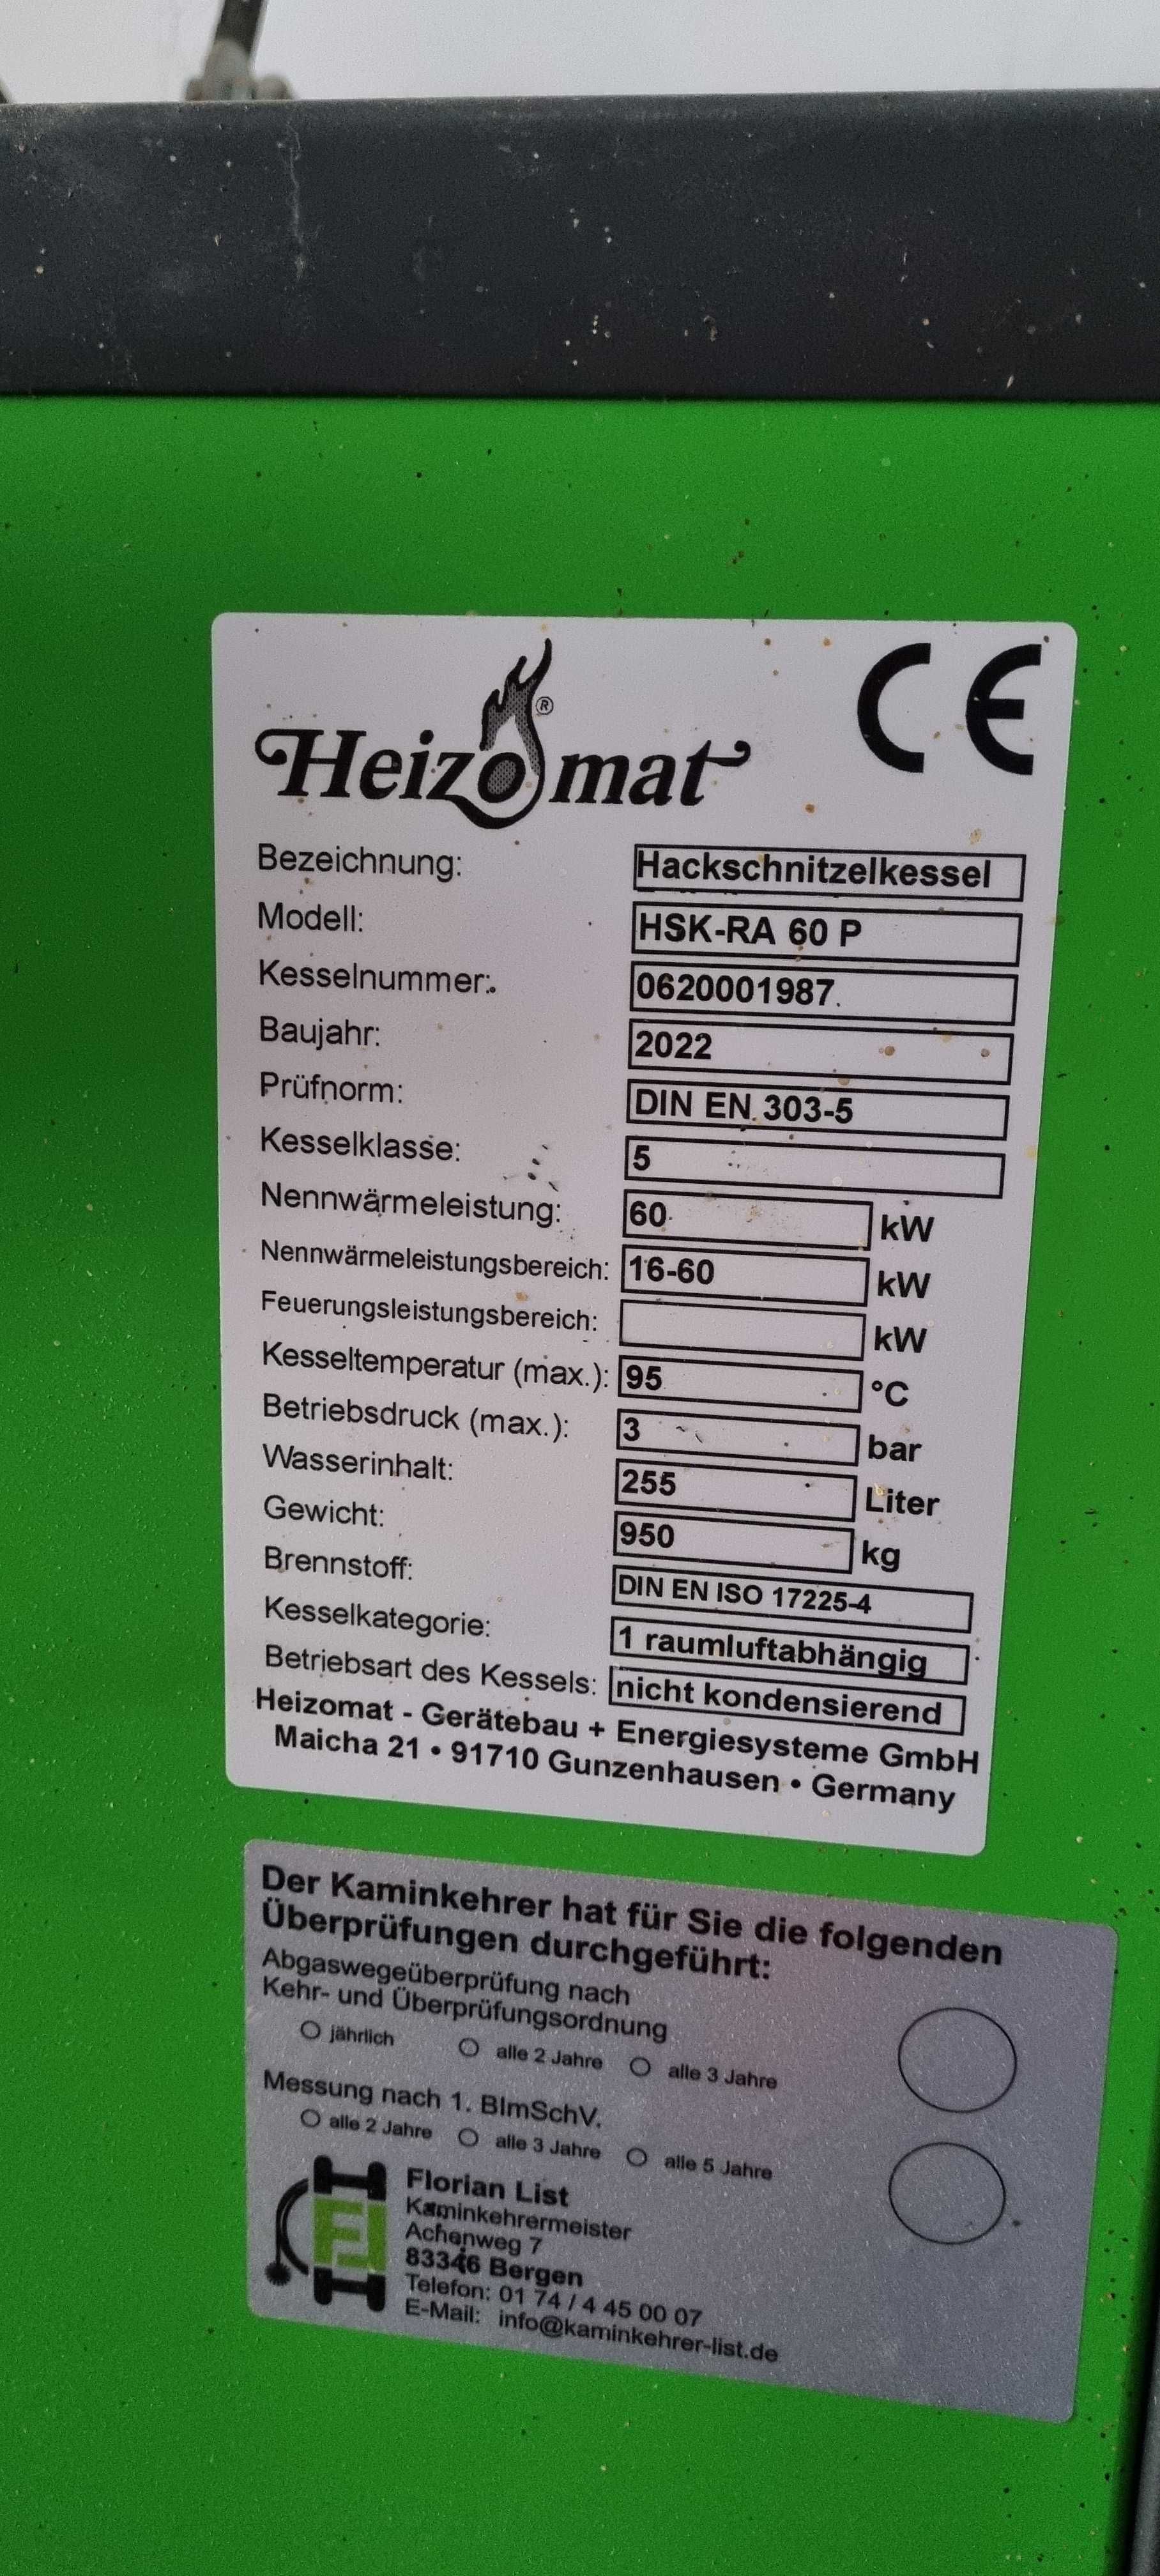 Heizomat®
CE
Bezeichnung: Hackschnitzelkessel
Modell: HSK-RA 60 P
Kesselnummer: 0620001987
Baujahr: 2022
Prüfnorm: DIN EN 303-5
Kesselklasse: 5
Nennwärmeleistung: 60 kW
Nennwärmeleistungsbereich: 16-60 kW
Feuerungsleistungsbereich: kW
Kesseltemperatur (max.): 95 °C
Betriebsdruck (max.): 3 bar
Wasserinhalt: 255 Liter
Gewicht: 950 kg
Brennstoff: DIN EN ISO 17225-4
Kesselkategorie: 1 raumluftabhängig
Betriebsart des Kessels: nicht kondensierend
Heizomat - Gerätebau + Energiesysteme GmbH
Maicha 21 • 91710 Gunzenhausen • Germany
Der Kaminkehrer hat für Sie die folgenden
Überprüfungen durchgeführt:
Abgaswegeüberprüfung nach
Kehr- und Überprüfungsordnung
jährlich alle 2 Jahre alle 3 Jahre
Messung nach 1. BImSchV.
alle 2 Jahre alle 3 Jahre alle 5 Jahre
Florian List
Kaminkehrermeister
Achenweg 7
83346 Bergen
Telefon: 01 74 / 4 45 00 07
E-Mail: info@kaminkehrer-list.de